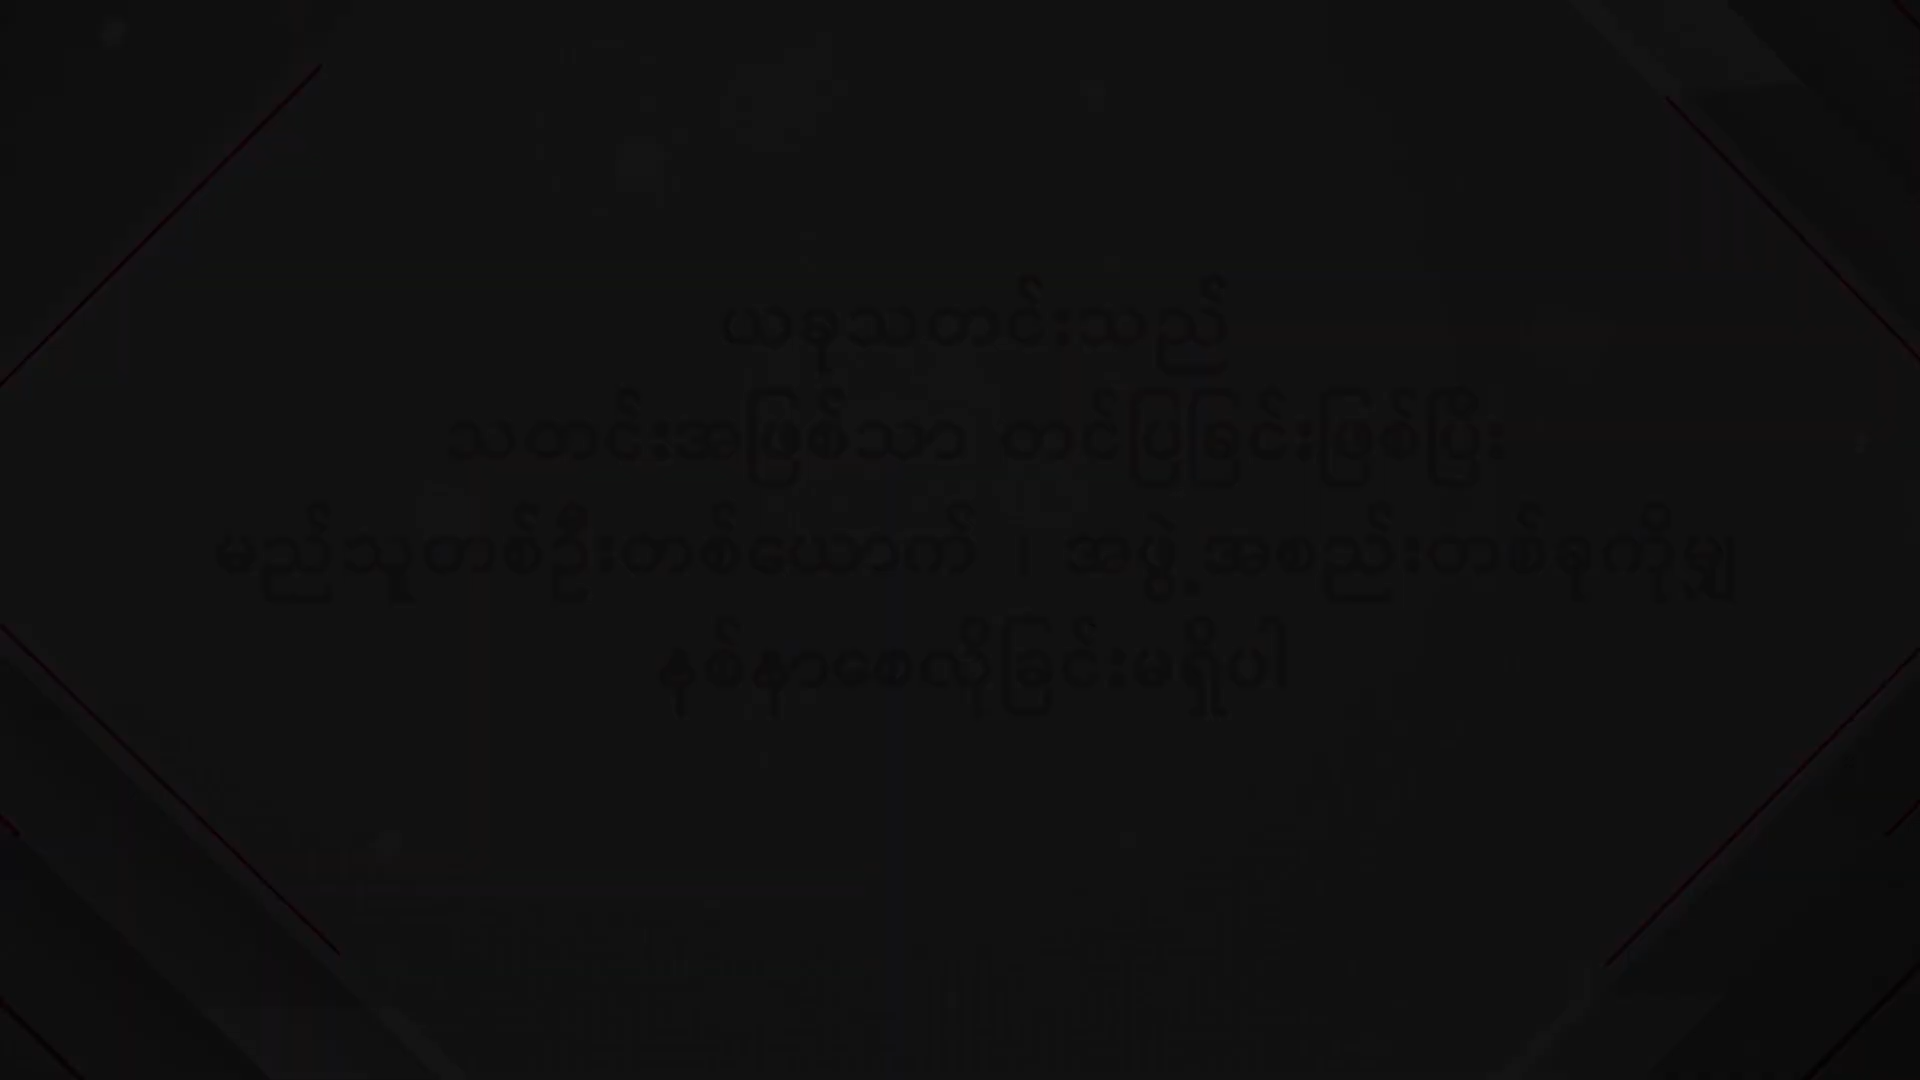 ယခုသတင်းသည်
သတင်းအဖြစ်သာ တင်ပြခြင်းဖြစ်ပြီး
မည်သူတစ်ဦးတစ်ယောက် ၊ အဖွဲ့အစည်းတစ်ခုကိုမျှ
နစ်နာစေလိုခြင်းမရှိပါ